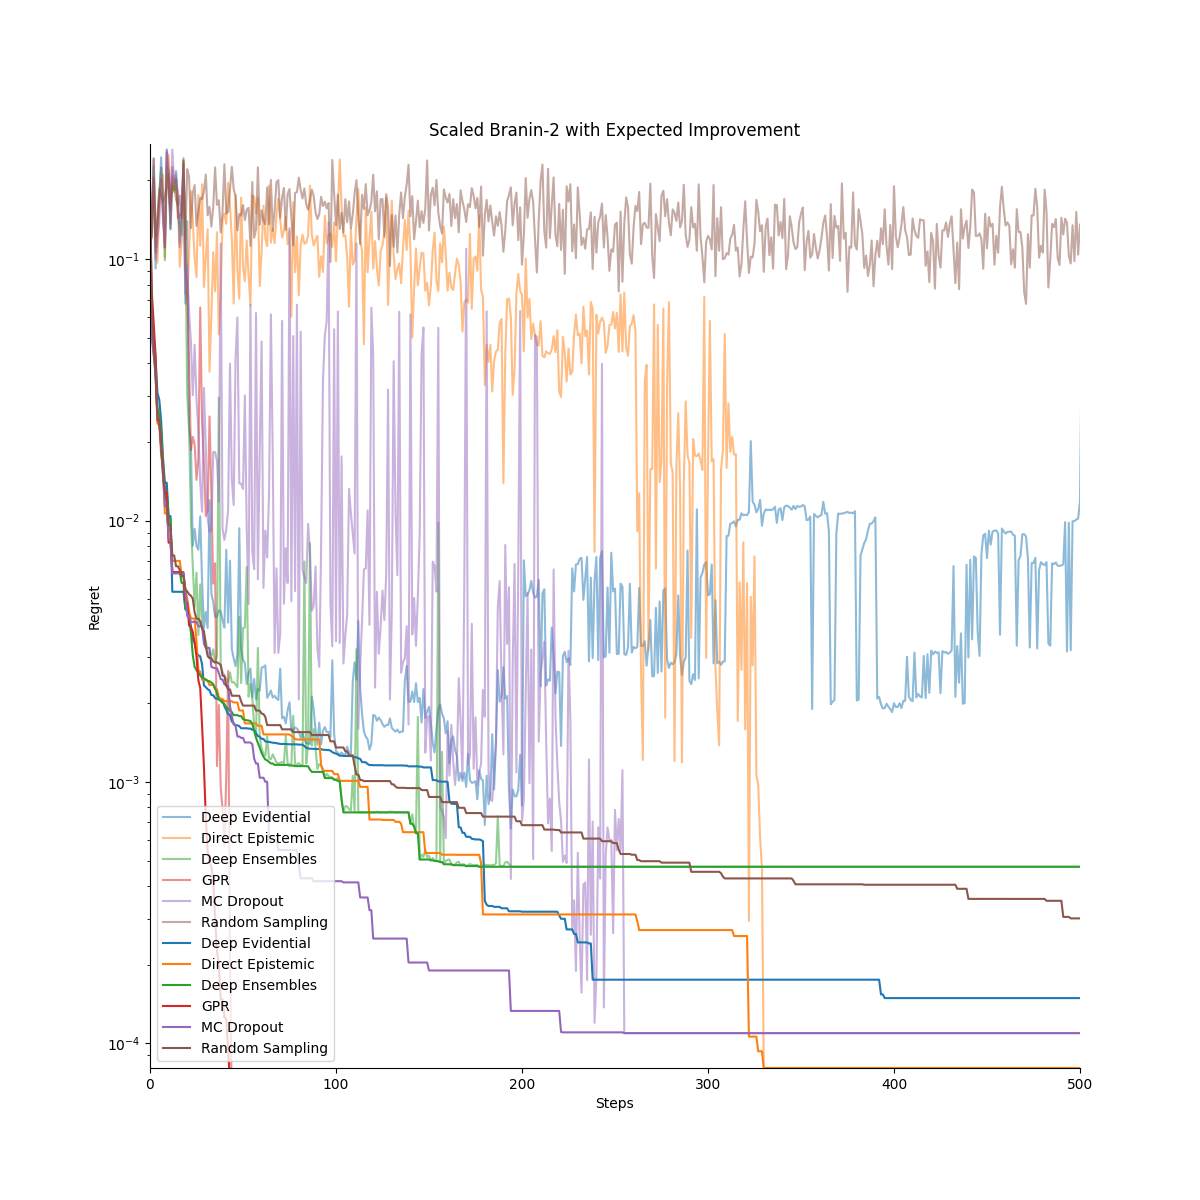 Scaled Branin-2 with Expected Improvement
Regret
10⁻¹
10⁻²
10⁻³
10⁻⁴
Deep Evidential
Direct Epistemic
Deep Ensembles
GPR
MC Dropout
Random Sampling
Deep Evidential
Direct Epistemic
Deep Ensembles
GPR
MC Dropout
Random Sampling
0 100 200 300 400 500
Steps